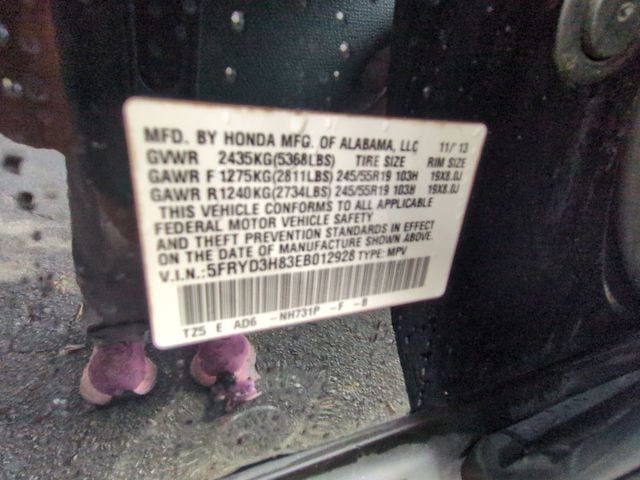 MFD. BY HONDA MFG. OF ALABAMA, LLC 11/13
GVWR 2435KG(5368LBS) TIRE SIZE RIM SIZE
GAWR F 1275KG(2811LBS) 245/55R19 103H 19X8.0J
GAWR R1240KG(2734LBS) 245/55R19 103H 19X8.0J
THIS VEHICLE CONFORMS TO ALL APPLICABLE
FEDERAL MOTOR VEHICLE SAFETY
AND THEFT PREVENTION STANDARDS IN EFFECT
ON THE DATE OF MANUFACTURE SHOWN ABOVE.
V.I.N.:5FRYD3H83EB012928 TYPE: MPV
TZ5 E AD6 -NH731P -F -B